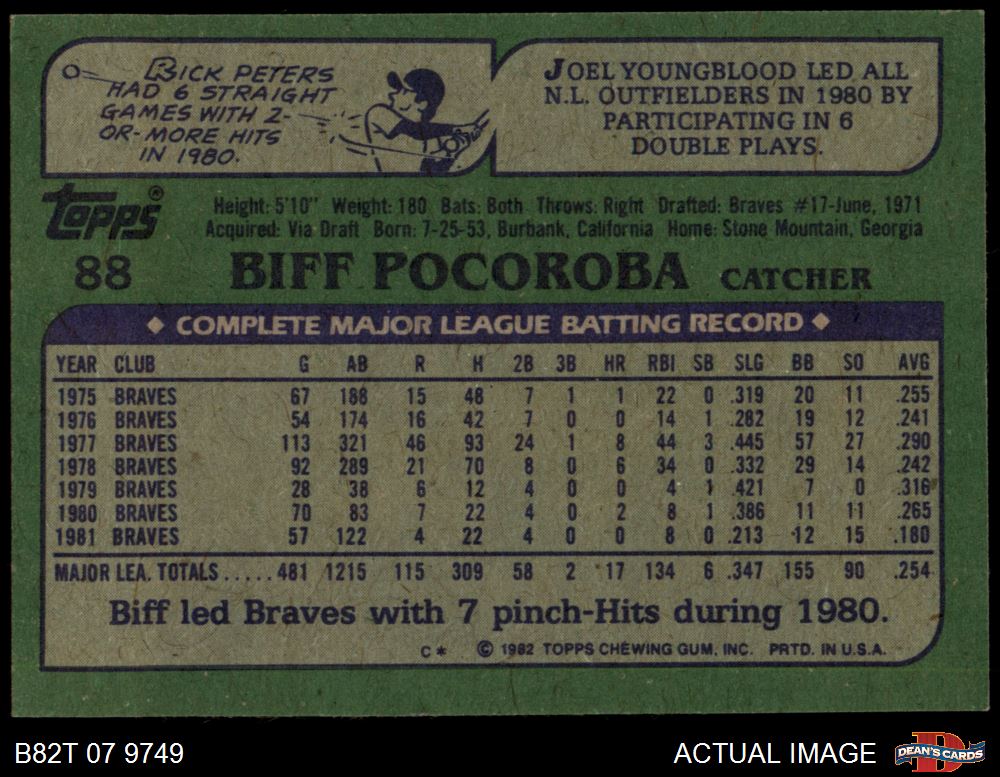 RICK PETERS
HAD 6 STRAIGHT
GAMES WITH 2-
OR-MORE HITS
IN 1980.
JOEL YOUNGBLOOD LED ALL
N.L. OUTFIELDERS IN 1980 BY
PARTICIPATING IN 6
DOUBLE PLAYS.
Topps®
Height: 5'10" Weight: 180 Bats: Both Throws: Right Drafted: Braves #17-June, 1971
Acquired: Via Draft Born: 7-25-53, Burbank, California Home: Stone Mountain, Georgia
88 BIFF POCOROBA CATCHER
◆ COMPLETE MAJOR LEAGUE BATTING RECORD ◆
YEAR CLUB G AB R H 2B 3B HR RBI SB SLG BB SO AVG
1975 BRAVES 67 188 15 48 7 1 1 22 0 .319 20 11 .255
1976 BRAVES 54 174 16 42 7 0 0 14 1 .282 19 12 .241
1977 BRAVES 113 321 46 93 24 1 8 44 3 .445 57 27 .290
1978 BRAVES 92 289 21 70 8 0 6 34 0 .332 29 14 .242
1979 BRAVES 28 38 6 12 4 0 0 4 1 .421 7 0 .316
1980 BRAVES 70 83 7 22 4 0 2 8 1 .386 11 11 .265
1981 BRAVES 57 122 4 22 4 0 0 8 0 .213 12 15 .180
MAJOR LEA. TOTALS.....481 1215 115 309 58 2 17 134 6 .347 155 90 .254
Biff led Braves with 7 pinch-Hits during 1980.
C* © 1982 TOPPS CHEWING GUM, INC. PRTD. IN U.S.A.
B82T 07 9749
ACTUAL IMAGE
DEAN'S CARDS